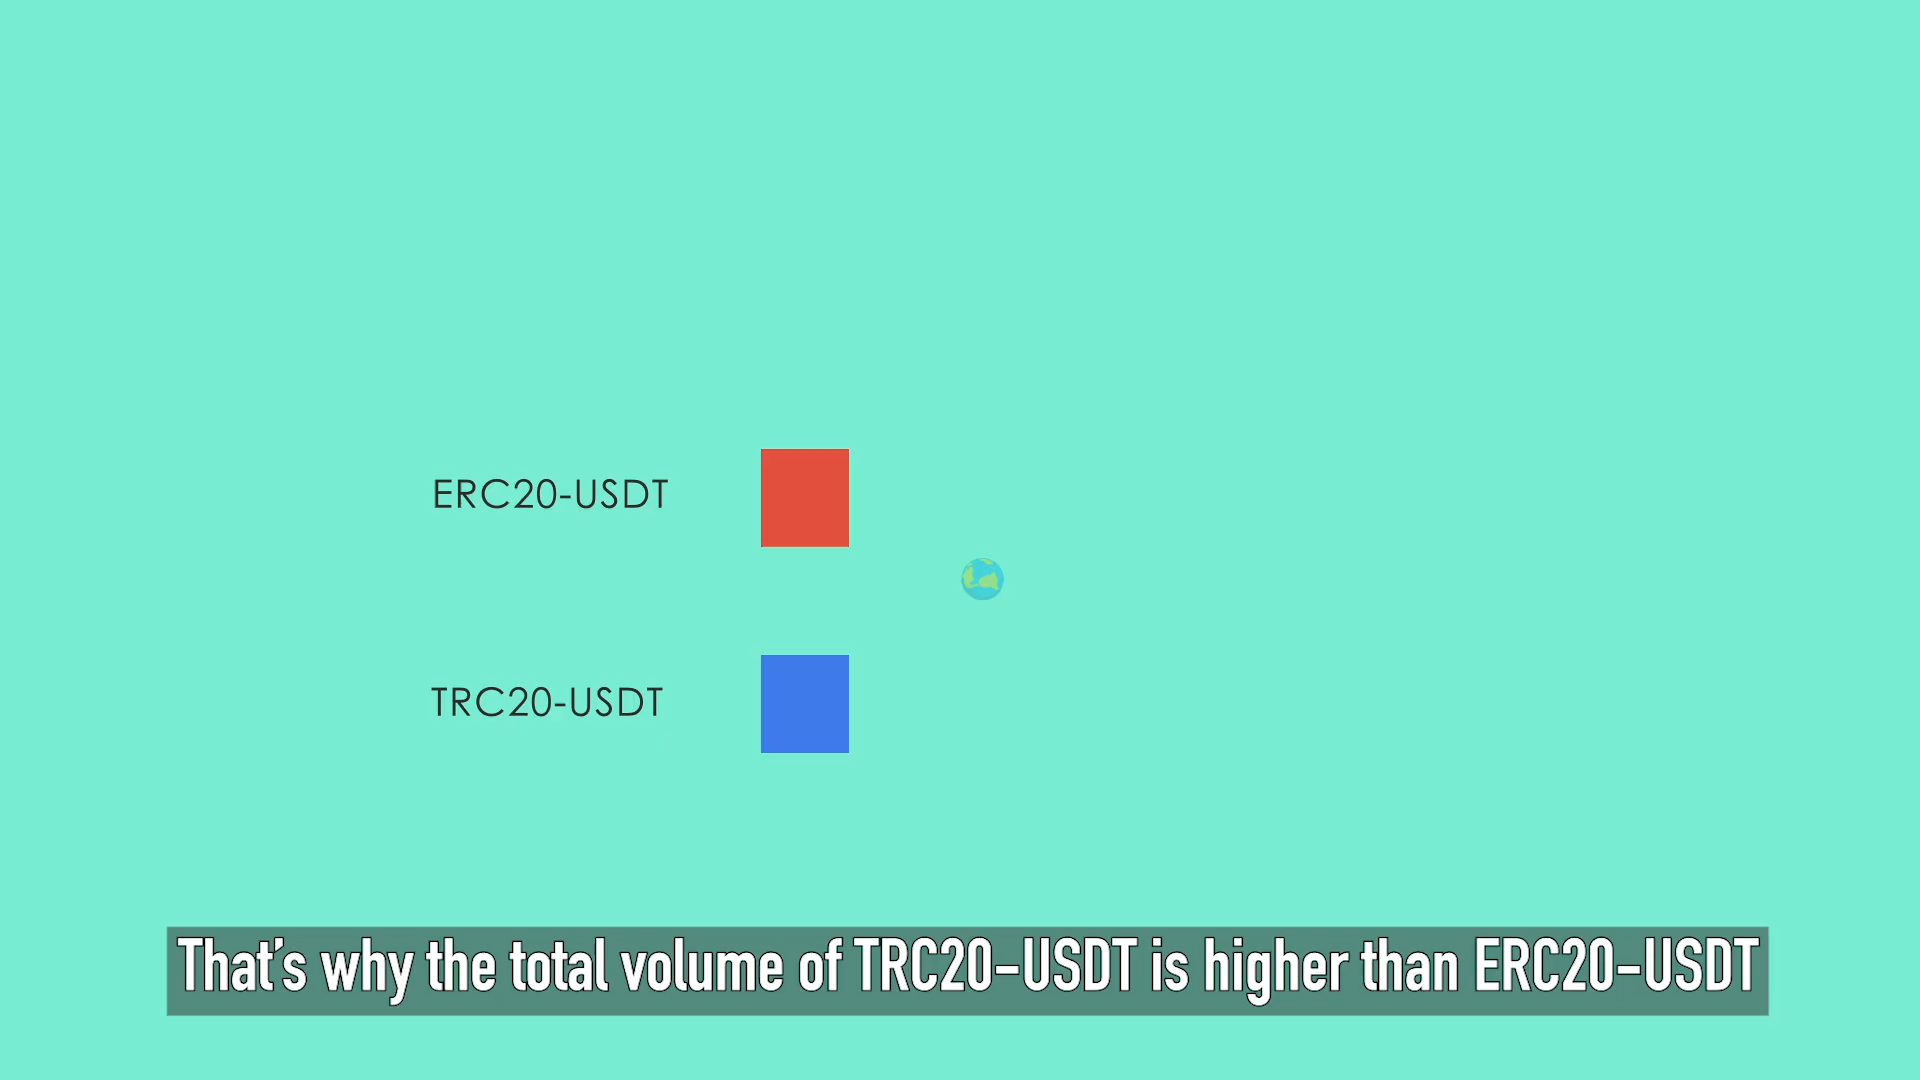 ERC20-USDT
TRC20-USDT
That's why the total volume of TRC20-USDT is higher than ERC20-USDT